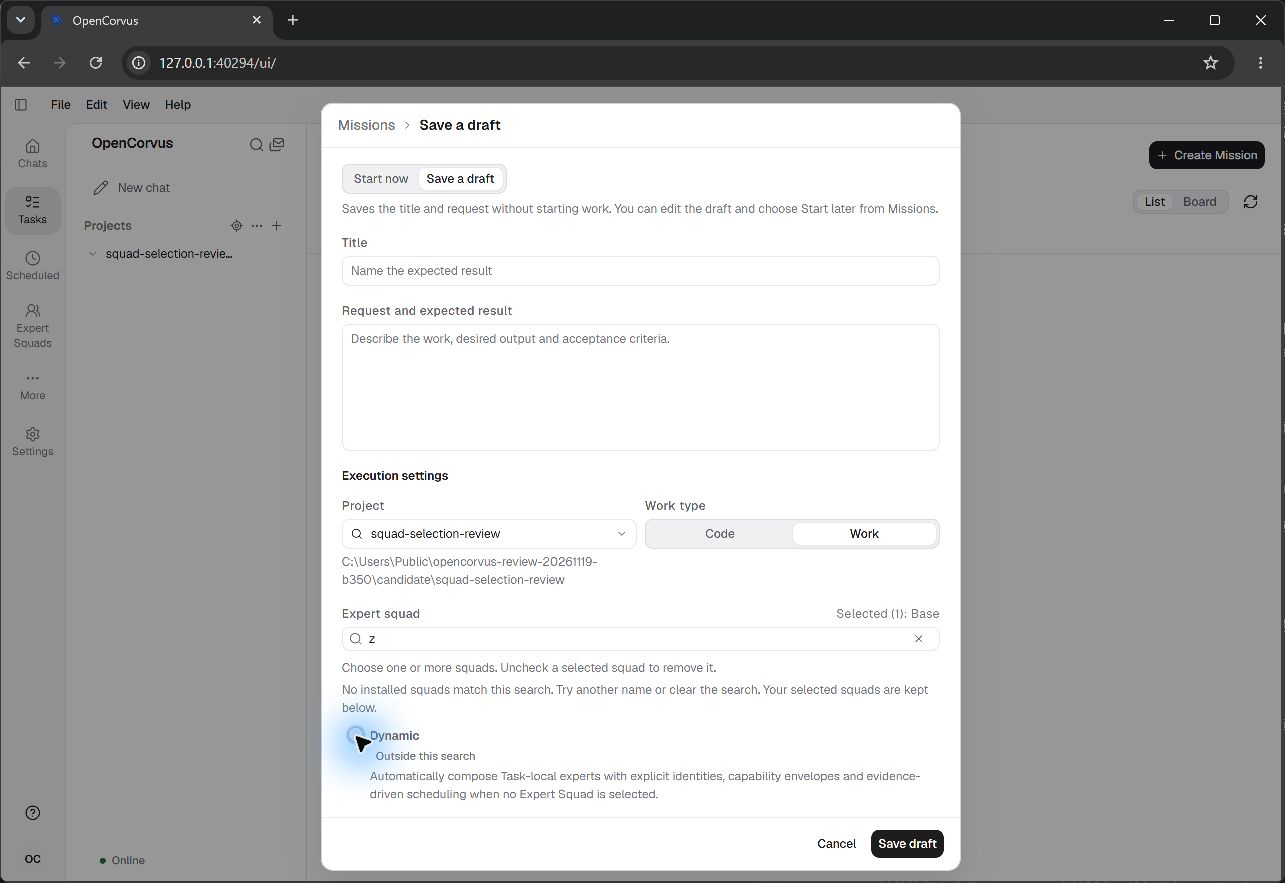 OpenCorvus
127.0.0.1:40294/ui/
File Edit View Help
Missions > Save a draft
OpenCorvus
Chats
Create Mission
Start now Save a draft
New chat
Tasks
List Board
Saves the title and request without starting work. You can edit the draft and choose Start later from Missions.
Projects
Title
squad-selection-revie...
Scheduled
Name the expected result
Request and expected result
Expert
Squads
Describe the work, desired output and acceptance criteria.
More
Settings
Execution settings
Project Work type
squad-selection-review Code Work
C:\Users\Public\opencorvus-review-20261119-
b350\candidate\squad-selection-review
Expert squad Selected (1): Base
z
Choose one or more squads. Uncheck a selected squad to remove it.
No installed squads match this search. Try another name or clear the search. Your selected squads are kept
below.
Dynamic
Outside this search
Automatically compose Task-local experts with explicit identities, capability envelopes and evidence-
driven scheduling when no Expert Squad is selected.
Cancel Save draft
OC Online